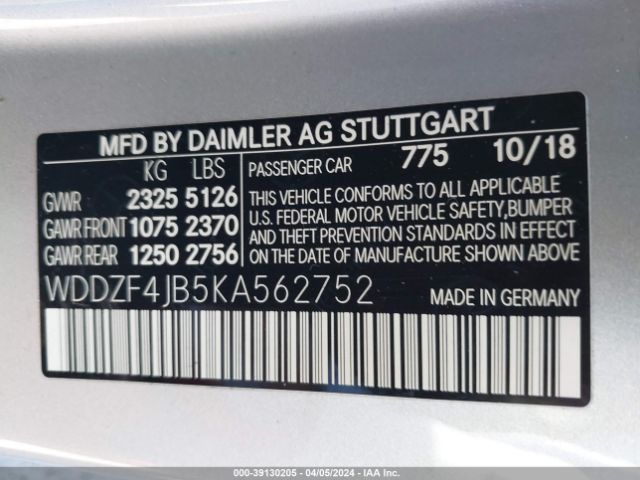 MFD BY DAIMLER AG STUTTGART
KG LBS
GVWR 2325 5126
GAWR FRONT 1075 2370
GAWR REAR 1250 2756
PASSENGER CAR 775 10/18
THIS VEHICLE CONFORMS TO ALL APPLICABLE
U.S. FEDERAL MOTOR VEHICLE SAFETY,BUMPER
AND THEFT PREVENTION STANDARDS IN EFFECT
ON THE DATE OF MANUFACTURE SHOWN ABOVE
WDDZF4JB5KA562752 MADE IN GERMANY
© COPYRIGHT - 39130205 - 04/05/2024 - IAA, Inc.